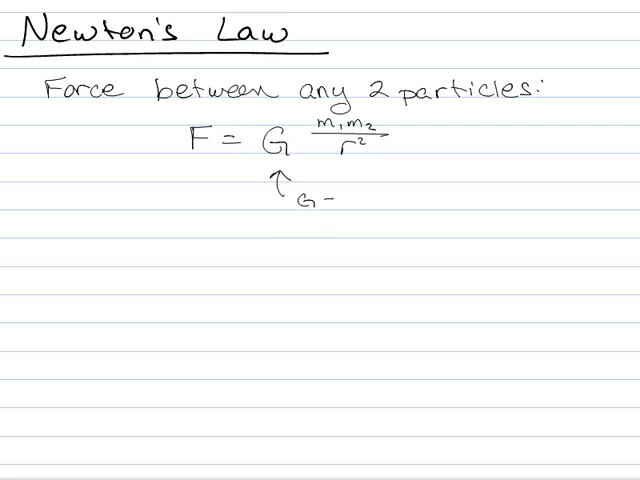 Newton's Law
Force between any 2 particles:
F = G m₁m₂/r²
↑ G -